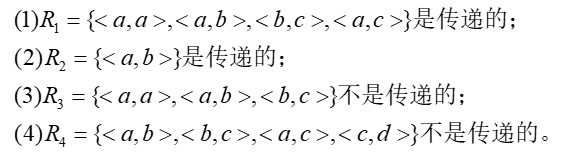 (1)R₁ = {< a,a >,< a,b >,< b,c >,< a,c >}是传递的；
(2)R₂ = {< a,b >}是传递的；
(3)R₃ = {< a,a >,< a,b >,< b,c >}不是传递的；
(4)R₄ = {< a,b >,< b,c >,< a,c >,< c,d >}不是传递的。